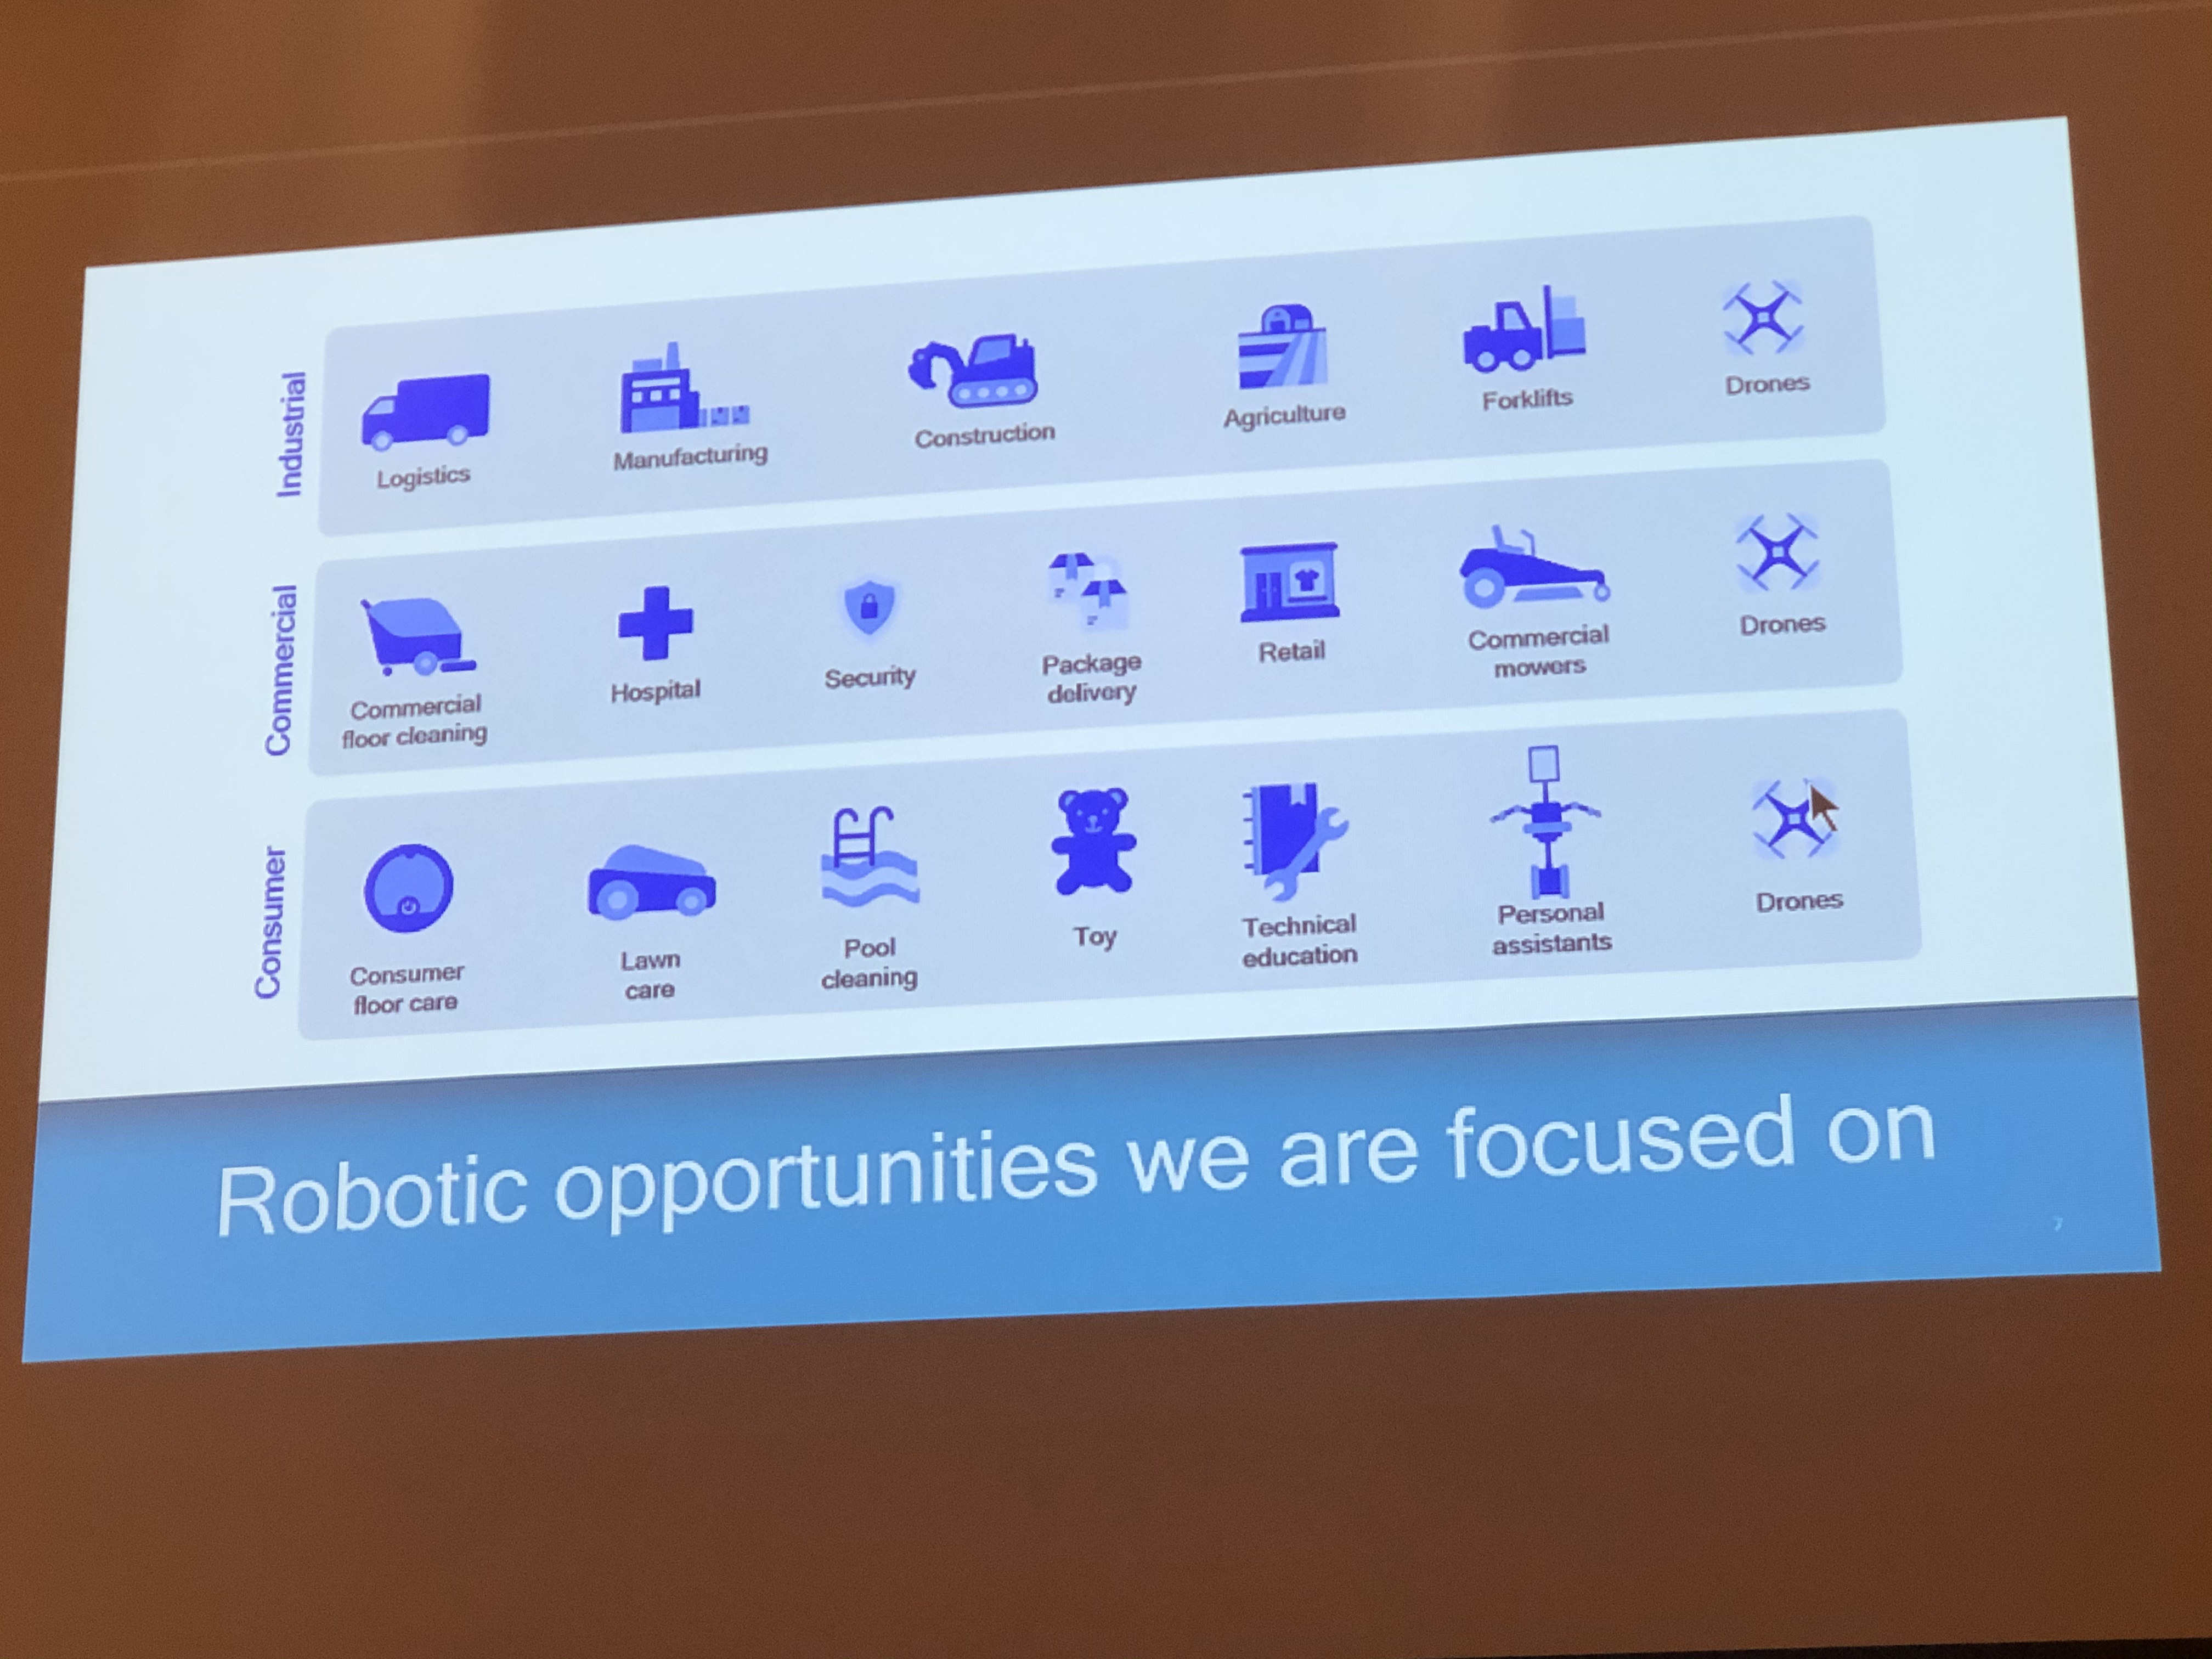 Industrial
Logistics
Manufacturing
Construction
Agriculture
Forklifts
Drones
Commercial
Commercial
floor cleaning
Hospital
Security
Package
delivery
Retail
Commercial
mowers
Drones
Consumer
Consumer
floor care
Lawn
care
Pool
cleaning
Toy
Technical
education
Personal
assistants
Drones
Robotic opportunities we are focused on
7